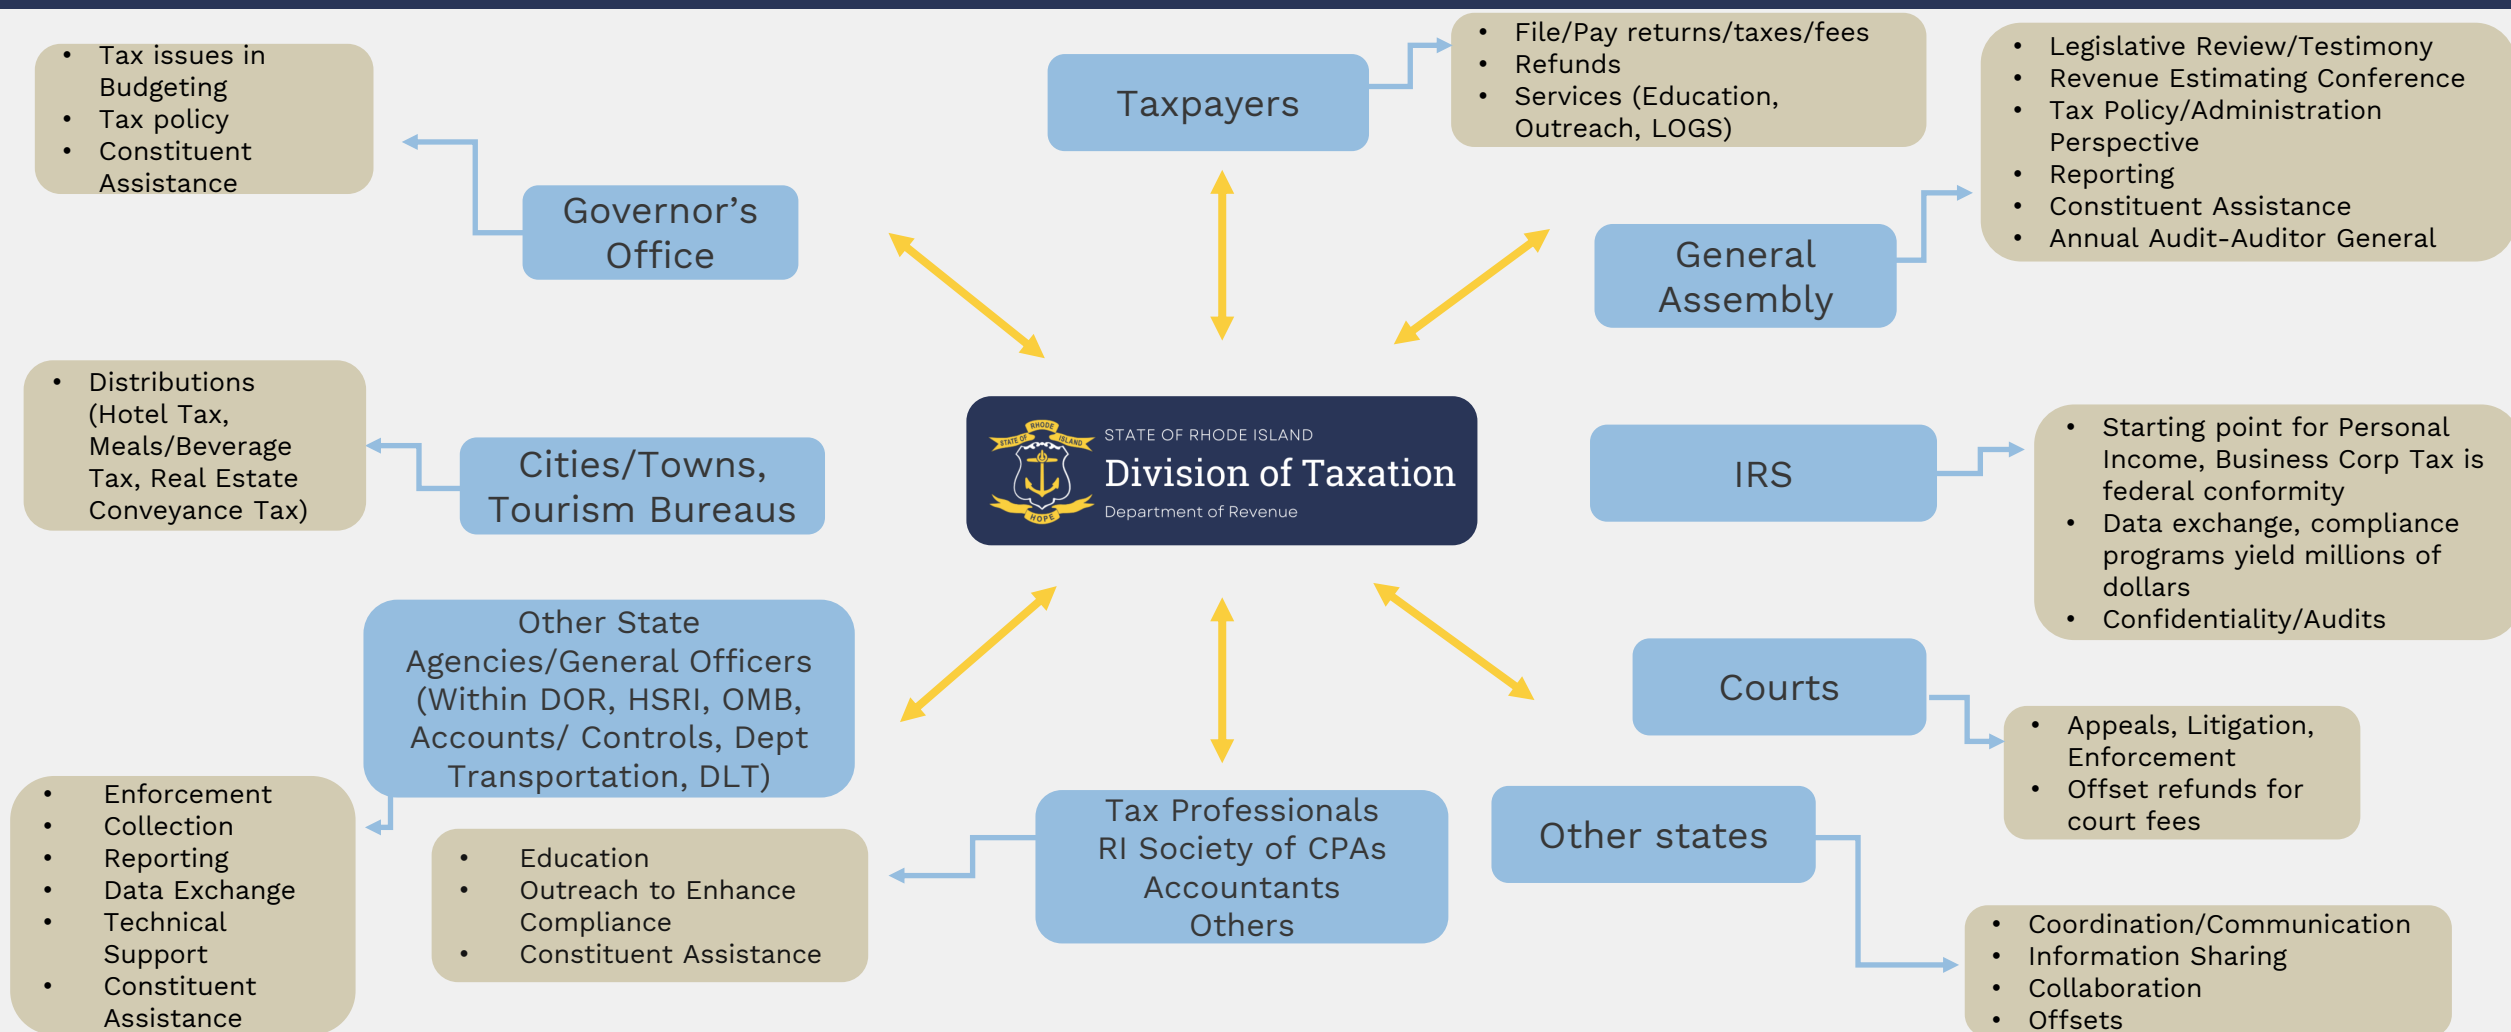 • Tax issues in
Budgeting
• Tax policy
• Constituent
Assistance
Governor’s
Office
Taxpayers
• File/Pay returns/taxes/fees
• Refunds
• Services (Education,
Outreach, LOGS)
General
Assembly
• Legislative Review/Testimony
• Revenue Estimating Conference
• Tax Policy/Administration
Perspective
• Reporting
• Constituent Assistance
• Annual Audit-Auditor General
• Distributions
(Hotel Tax,
Meals/Beverage
Tax, Real Estate
Conveyance Tax)
Cities/Towns,
Tourism Bureaus
RHODE
STATE OF ISLAND
HOPE
STATE OF RHODE ISLAND
Division of Taxation
Department of Revenue
IRS
• Starting point for Personal
Income, Business Corp Tax is
federal conformity
• Data exchange, compliance
programs yield millions of
dollars
• Confidentiality/Audits
Other State
Agencies/General Officers
(Within DOR, HSRI, OMB,
Accounts/ Controls, Dept
Transportation, DLT)
• Enforcement
• Collection
• Reporting
• Data Exchange
• Technical
Support
• Constituent
Assistance
• Education
• Outreach to Enhance
Compliance
• Constituent Assistance
Tax Professionals
RI Society of CPAs
Accountants
Others
Courts
• Appeals, Litigation,
Enforcement
• Offset refunds for
court fees
Other states
• Coordination/Communication
• Information Sharing
• Collaboration
• Offsets